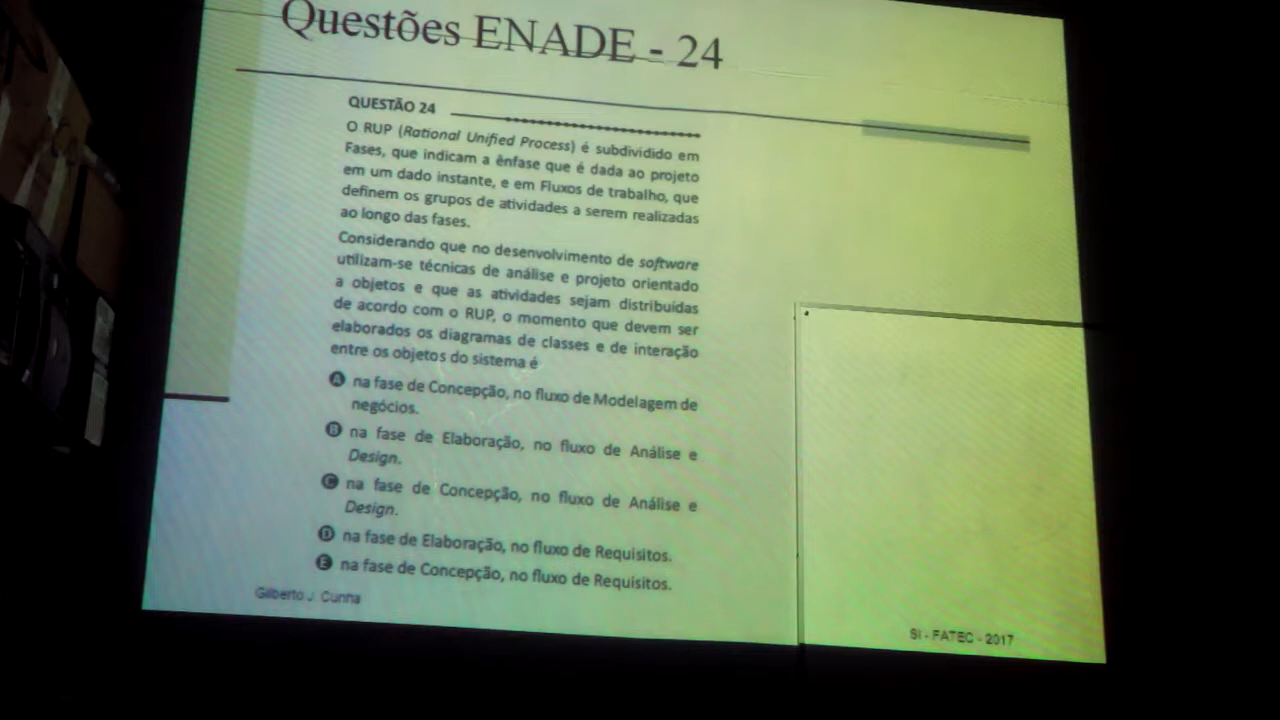 Questões ENADE - 24
QUESTÃO 24
O RUP (Rational Unified Process) é subdividido em
Fases, que indicam a ênfase que é dada ao projeto
em um dado instante, e em Fluxos de trabalho, que
definem os grupos de atividades a serem realizadas
ao longo das fases.
Considerando que no desenvolvimento de software
utilizam-se técnicas de análise e projeto orientado
a objetos e que as atividades sejam distribuídas
de acordo com o RUP, o momento que devem ser
elaborados os diagramas de classes e de interação
entre os objetos do sistema é
A na fase de Concepção, no fluxo de Modelagem de
negócios.
B na fase de Elaboração, no fluxo de Análise e
Design.
C na fase de Concepção, no fluxo de Análise e
Design.
D na fase de Elaboração, no fluxo de Requisitos.
E na fase de Concepção, no fluxo de Requisitos.
Gilberto J. Cunha
SI - FATEC - 2017